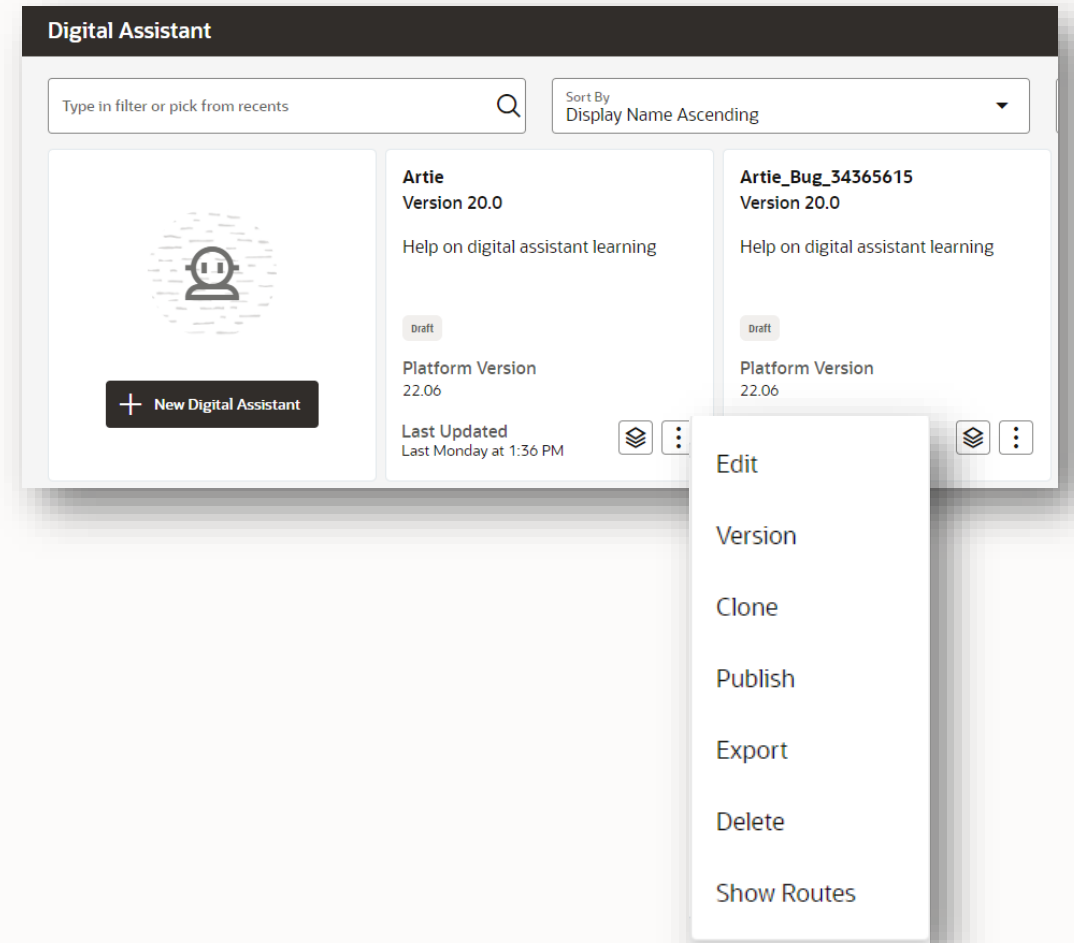 Digital Assistant
Type in filter or pick from recents
Sort By
Display Name Ascending
New Digital Assistant
Artie
Version 20.0
Help on digital assistant learning
Draft
Platform Version
22.06
Last Updated
Last Monday at 1:36 PM
Artie_Bug_34365615
Version 20.0
Help on digital assistant learning
Draft
Platform Version
22.06
Edit
Version
Clone
Publish
Export
Delete
Show Routes